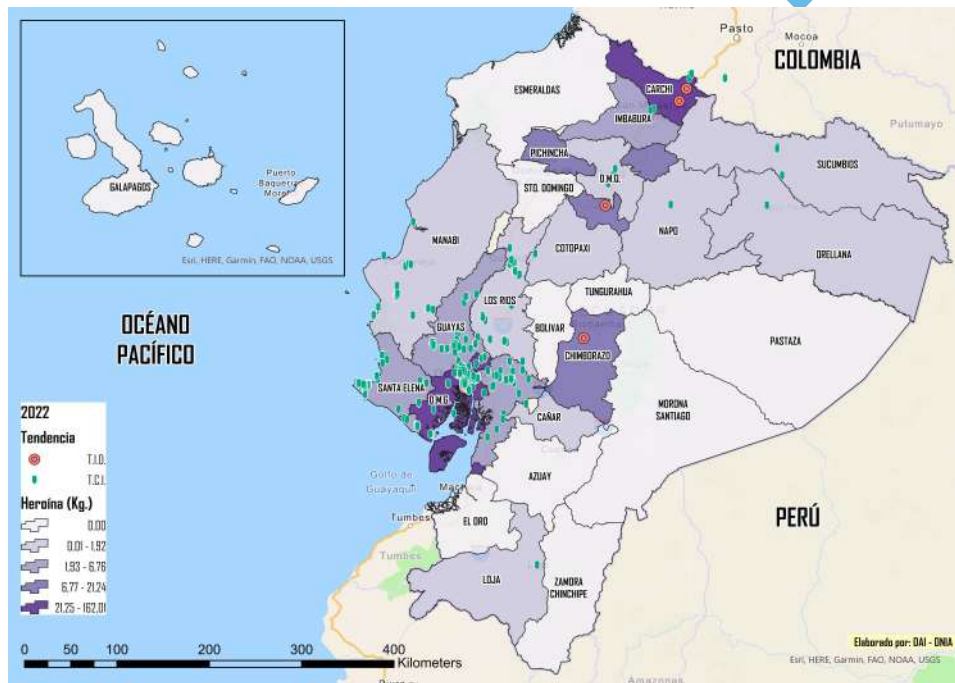 Pasto
Mocoa
COLOMBIA
ESMERALDAS
CARCHI
IMBABURA
Putumayo
PICHINCHA
D.M.Q.
SUCUMBIOS
STO. DOMINGO
GALAPAGOS
Puerto
Baquerizo
Esri, HERE, Garmin, FAO, NOAA, USGS
MANABI
COTOPAXI
NAPO
ORELLANA
LOS RIOS
TUNGURAHUA
OCÉANO
PACÍFICO
GUAYAS
BOLIVAR
CHIMBORAZO
PASTAZA
SANTA ELENA
D.M.G.
CAÑAR
MORONA
SANTIAGO
2022
Tendencia
T.I.D.
T.C.I.
Heroína (Kg.)
0.00
0.01 - 1.92
1.93 - 6.76
6.77 - 21.24
21.25 - 162.01
Golfo de
Guayaquil
AZUAY
Tumbes
EL ORO
PERÚ
Tumbes
LOJA
ZAMORA
CHINCHIPE
Elaborado por: DAI - DNIA
Esri, HERE, Garmin, FAO, NOAA, USGS
0 50 100 200 300 400
Kilometers
Amazonas